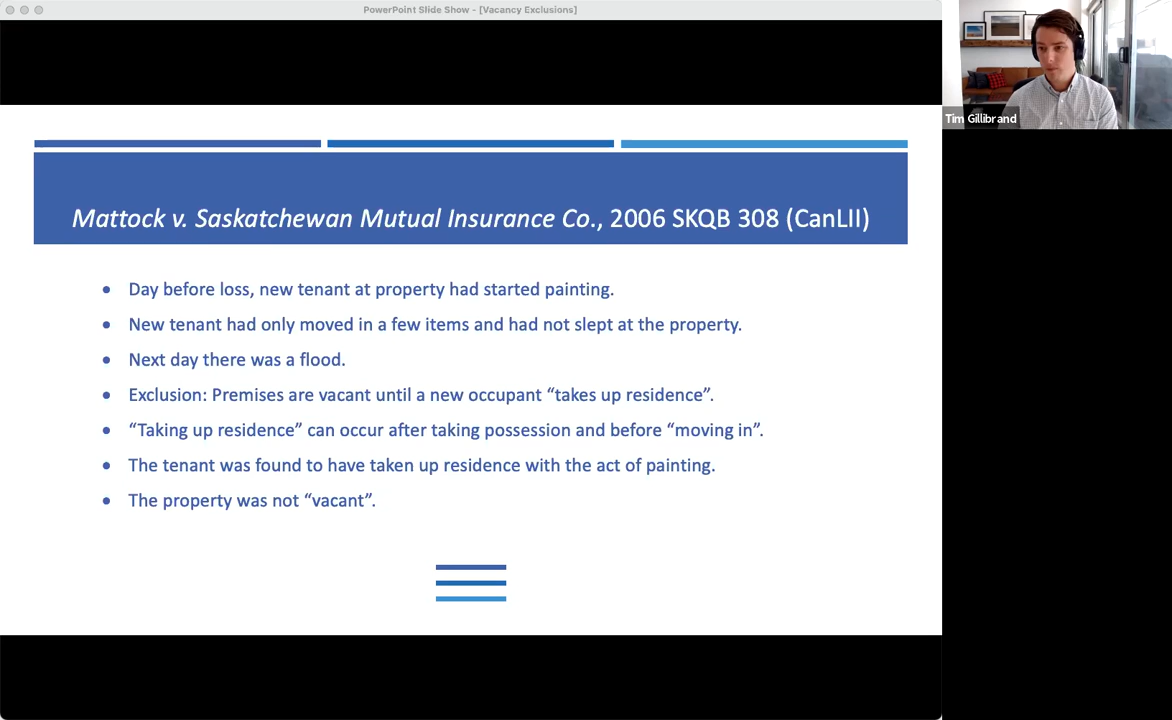 PowerPoint Slide Show - [Vacancy Exclusions]
Tim Gillibrand
Mattock v. Saskatchewan Mutual Insurance Co., 2006 SKQB 308 (CanLII)
• Day before loss, new tenant at property had started painting.
• New tenant had only moved in a few items and had not slept at the property.
• Next day there was a flood.
• Exclusion: Premises are vacant until a new occupant “takes up residence”.
• “Taking up residence” can occur after taking possession and before “moving in”.
• The tenant was found to have taken up residence with the act of painting.
• The property was not “vacant”.